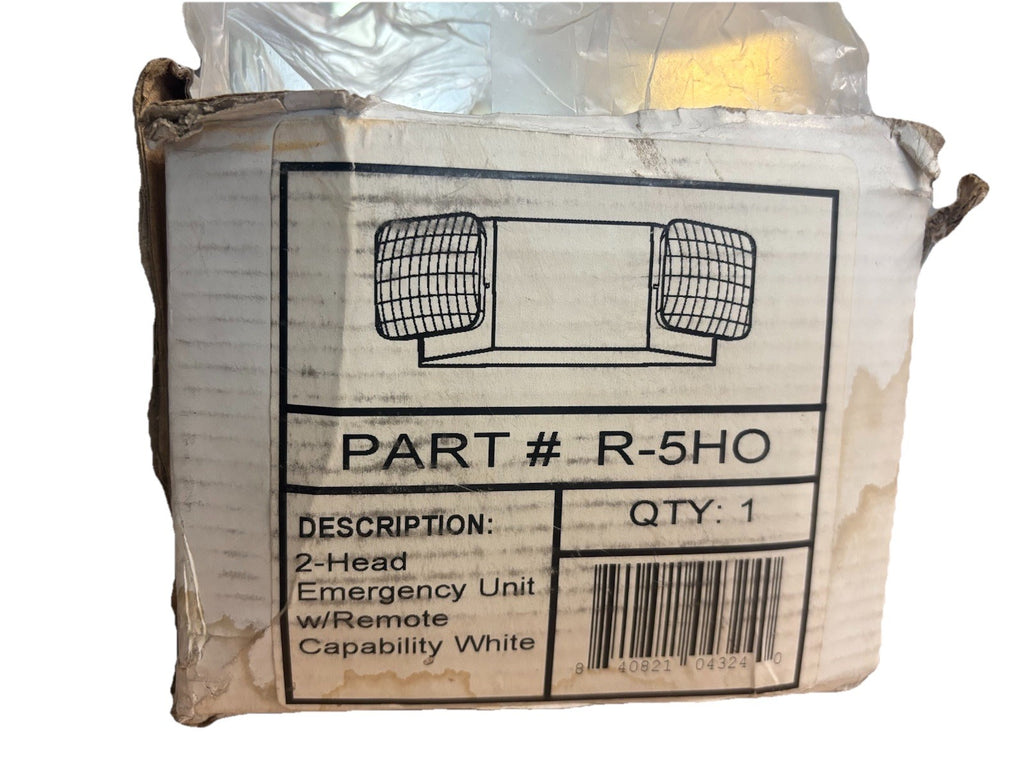 PART # R-5HO
DESCRIPTION:
2-Head
Emergency Unit
w/Remote
Capability White
QTY: 1
8 40821 04324 0